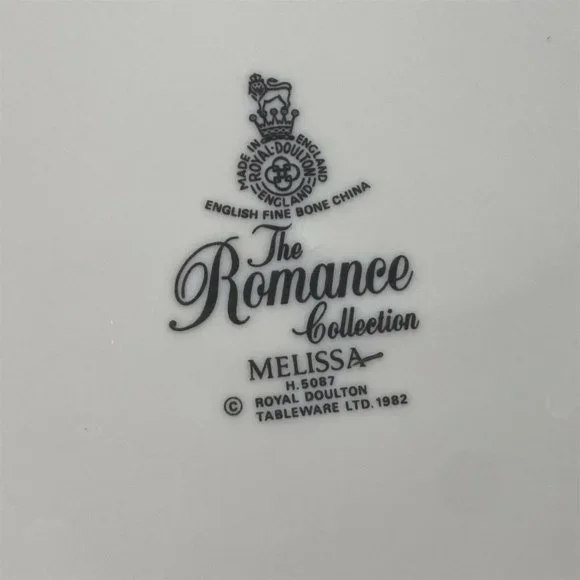 MADE IN ENGLAND
ROYAL·DOULTON
ENGLAND
ENGLISH FINE BONE CHINA
The
Romance
Collection
MELISSA
H.5087
© ROYAL DOULTON
TABLEWARE LTD.1982